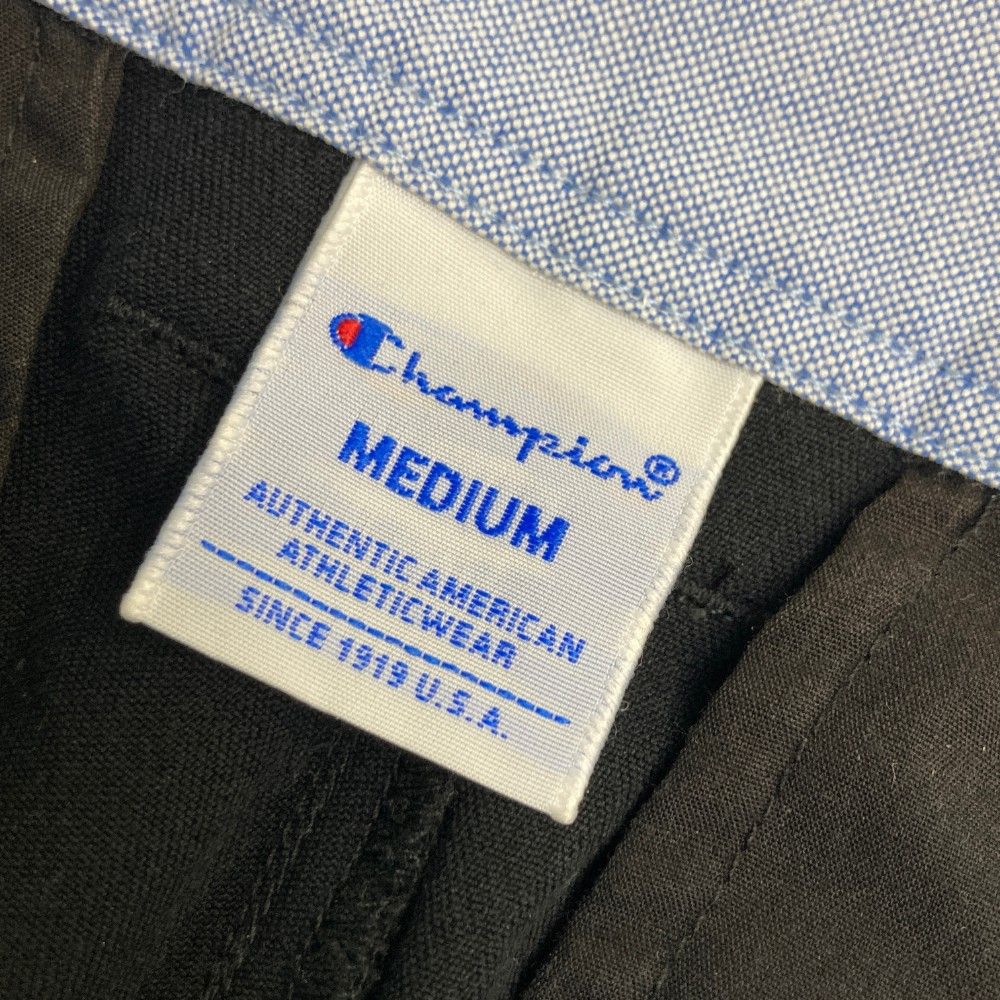 Champion®
MEDIUM
AUTHENTIC AMERICAN
ATHLETICWEAR
SINCE 1919 U.S.A.